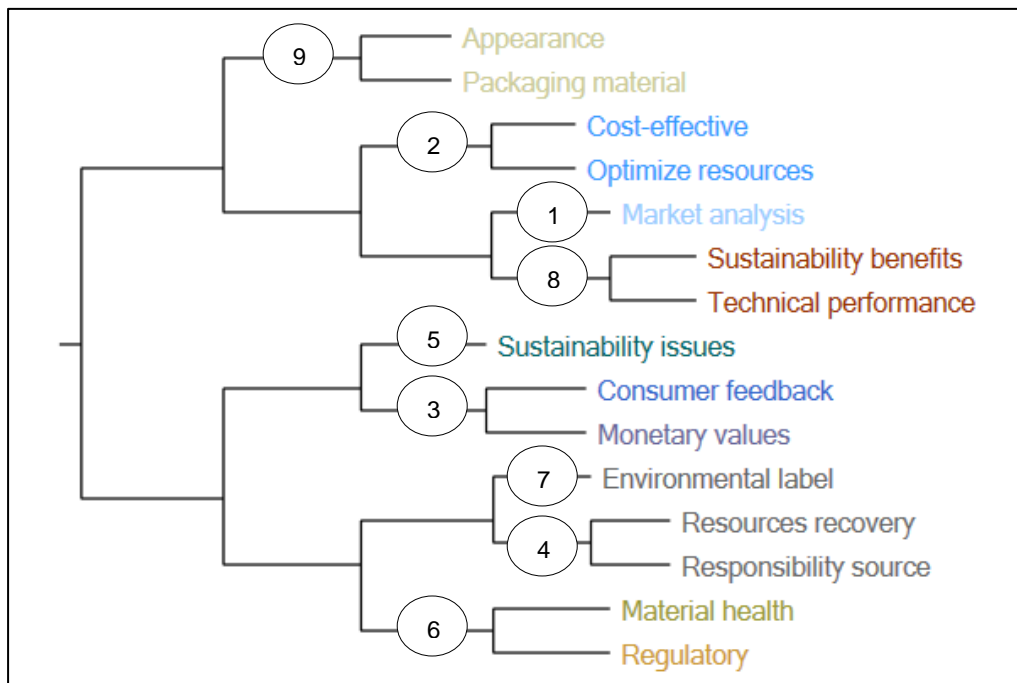 9
Appearance
Packaging material
2
Cost-effective
Optimize resources
1
Market analysis
8
Sustainability benefits
Technical performance
5
Sustainability issues
3
Consumer feedback
Monetary values
7
Environmental label
4
Resources recovery
Responsibility source
6
Material health
Regulatory